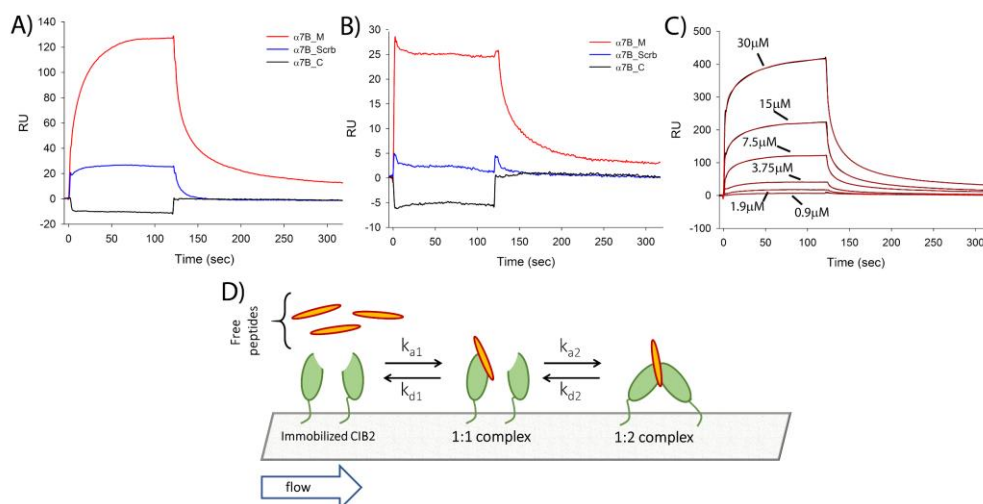 A)
α7B_M
α7B_Scrb
α7B_C
140
120
100
80
60
40
20
0
-20
RU
0 50 100 150 200 250 300
Time (sec)
B)
α7B_M
α7B_Scrb
α7B_C
30
25
20
15
10
5
0
-5
-10
RU
0 50 100 150 200 250 300
Time (sec)
C)
30μM
15μM
7.5μM
3.75μM
1.9μM
0.9μM
500
400
300
200
100
0
-100
RU
0 50 100 150 200 250 300
Time (sec)
D)
Free
peptides
ka1
kd1
ka2
kd2
Immobilized CIB2
1:1 complex
1:2 complex
flow